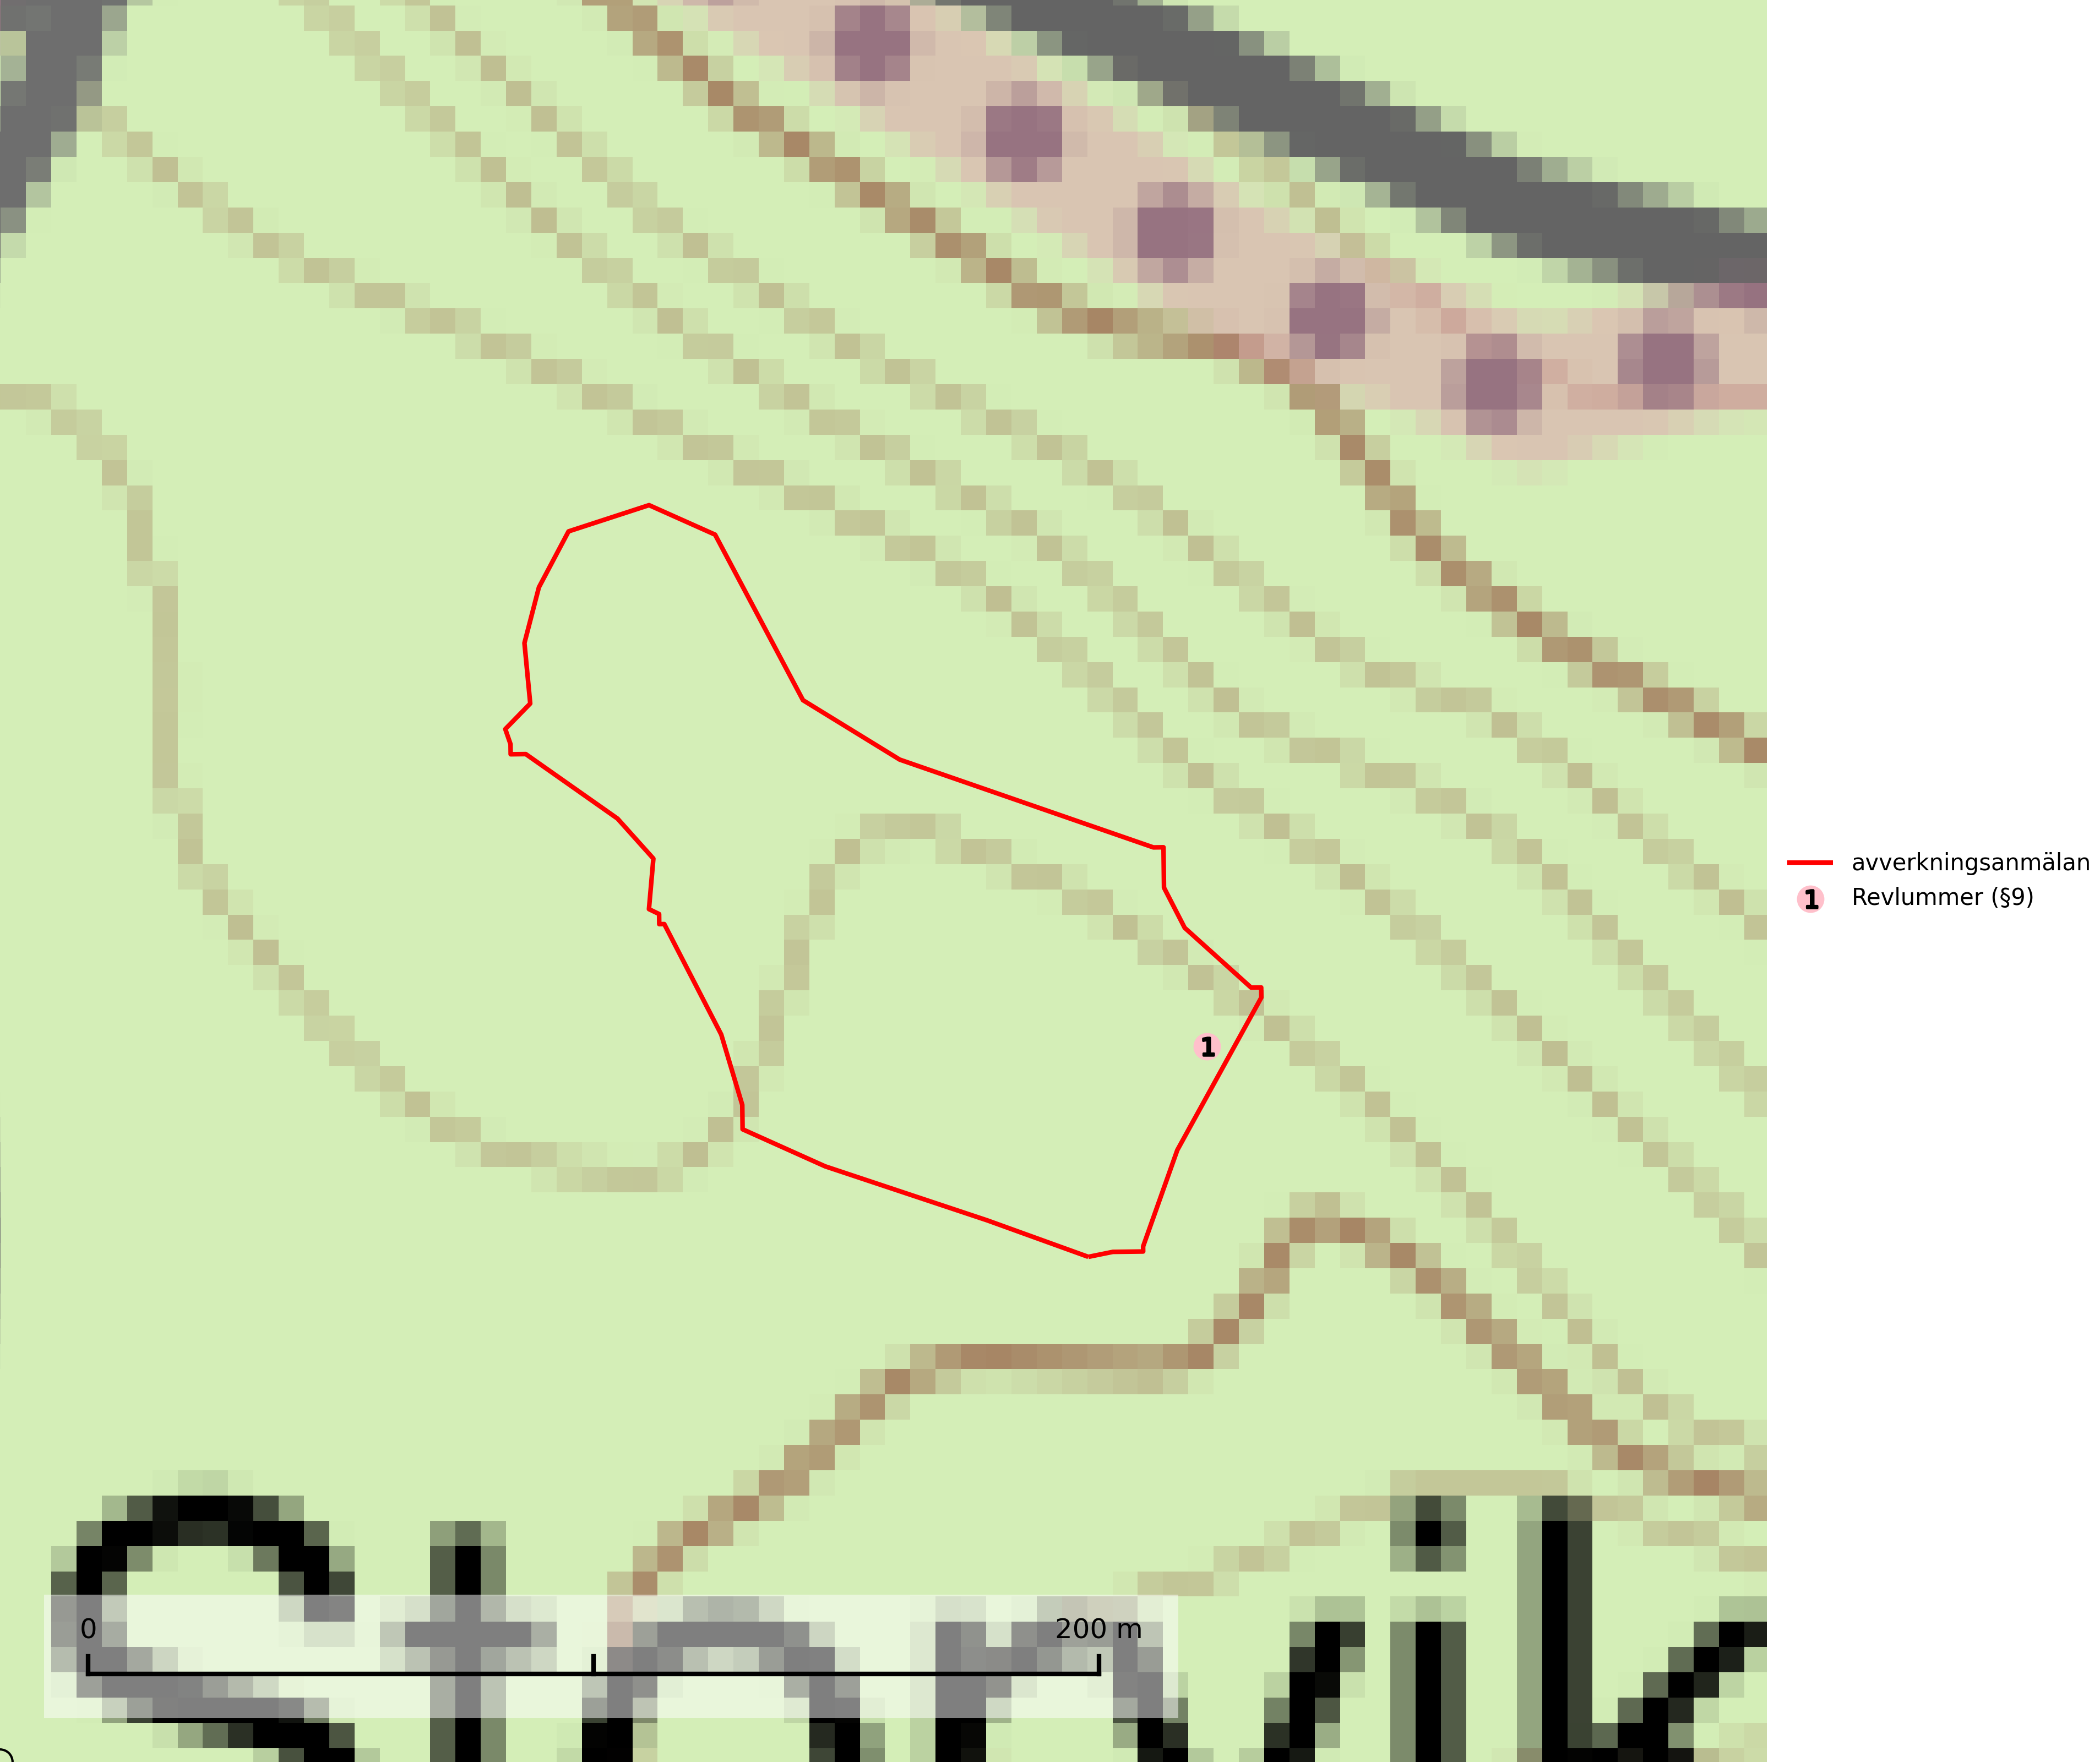 1
avverkningsanmälan
1 Revlummer (§9)
0 200 m